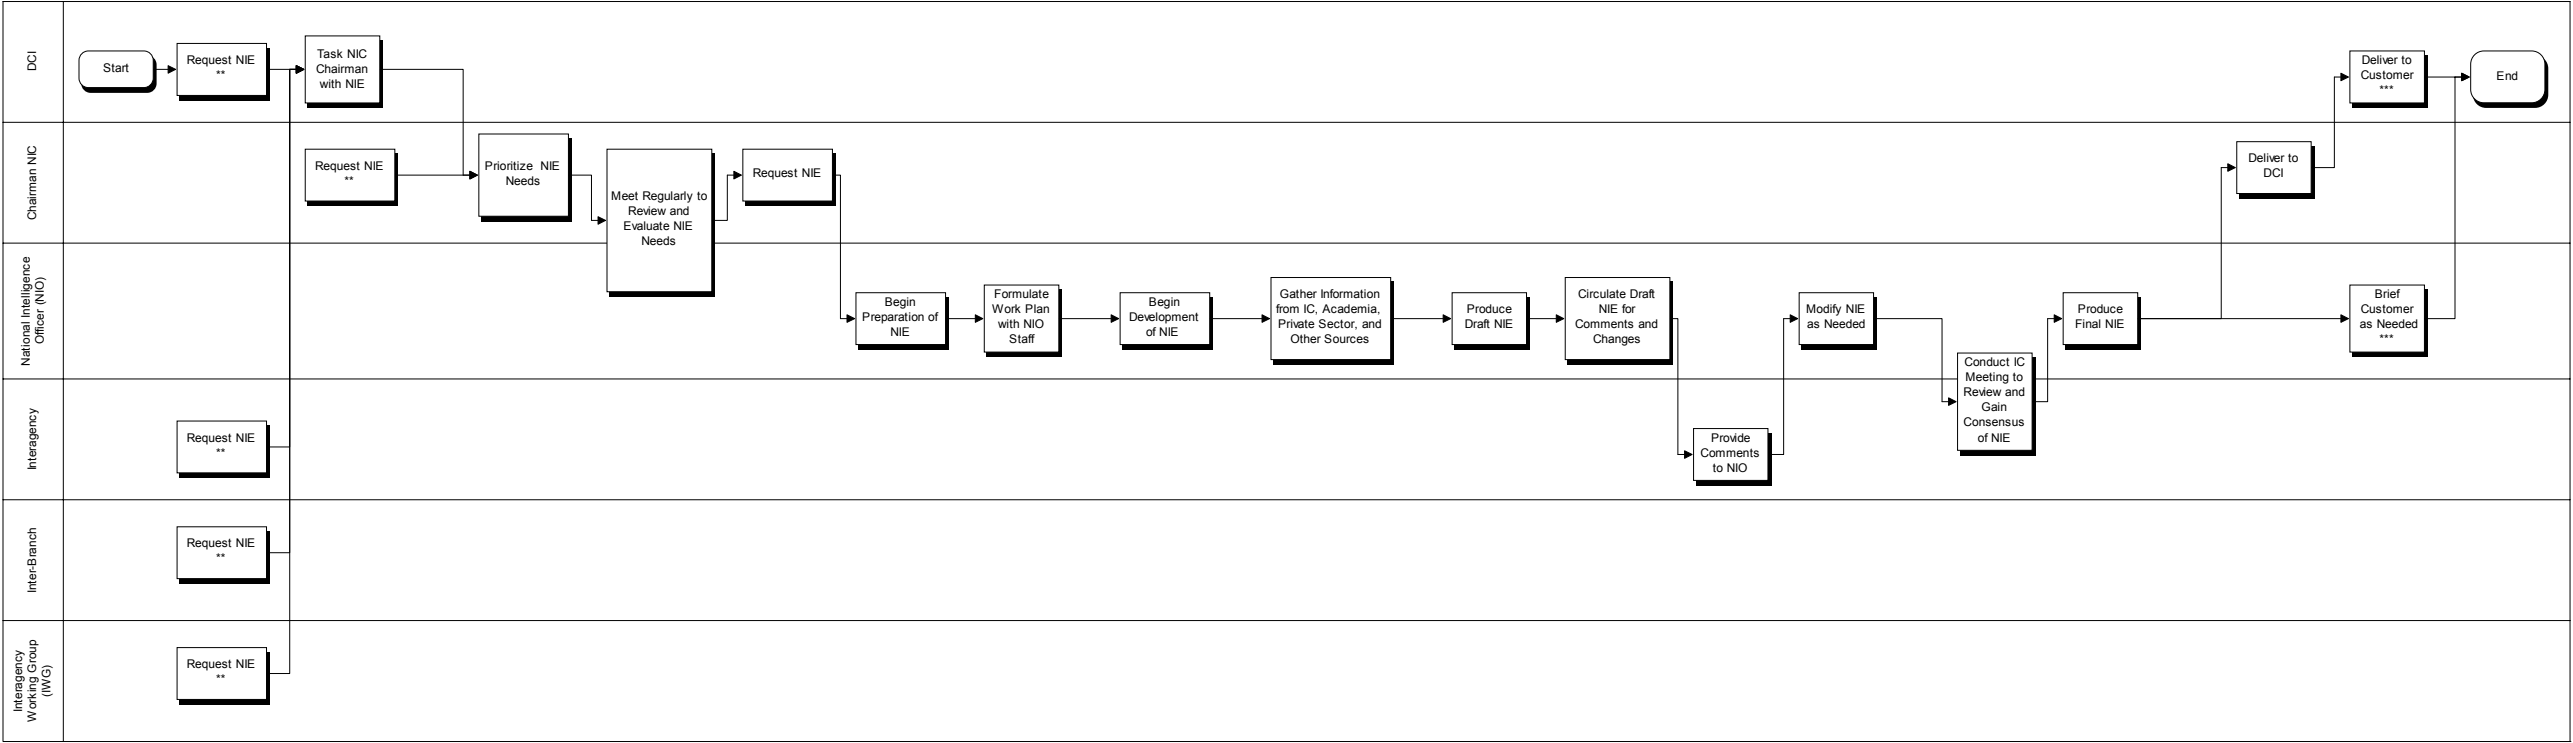 DCI
Start
Request NIE
**
Task NIC
Chairman
with NIE
Deliver to
Customer
***
End
Chairman NIC
Request NIE
**
Prioritize NIE
Needs
Meet Regularly to
Review and
Evaluate NIE
Needs
Request NIE
Deliver to
DCI
National Intelligence
Officer (NIO)
Begin
Preparation of
NIE
Formulate
Work Plan
with NIO
Staff
Begin
Development
of NIE
Gather Information
from IC, Academia,
Private Sector, and
Other Sources
Produce
Draft NIE
Circulate Draft
NIE for
Comments and
Changes
Modify NIE
as Needed
Produce
Final NIE
Brief
Customer
as Needed
***
Interagency
Request NIE
**
Provide
Comments
to NIO
Conduct IC
Meeting to
Review and
Gain
Consensus
of NIE
Inter-Branch
Request NIE
**
Interagency
Working Group
(IWG)
Request NIE
**